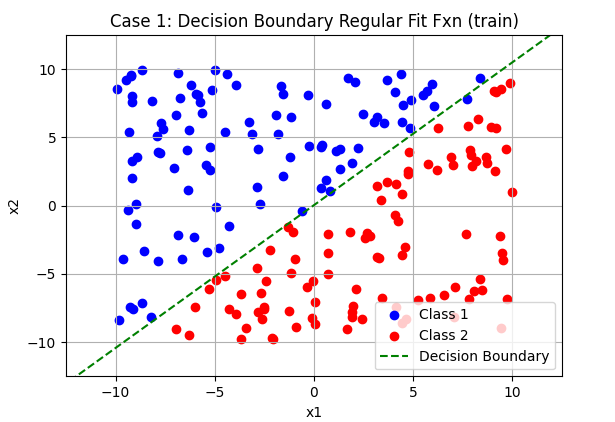 Case 1: Decision Boundary Regular Fit Fxn (train)
10
5
0
−5
−10
x2
−10
−5
0
5
10
x1
Class 1
Class 2
Decision Boundary